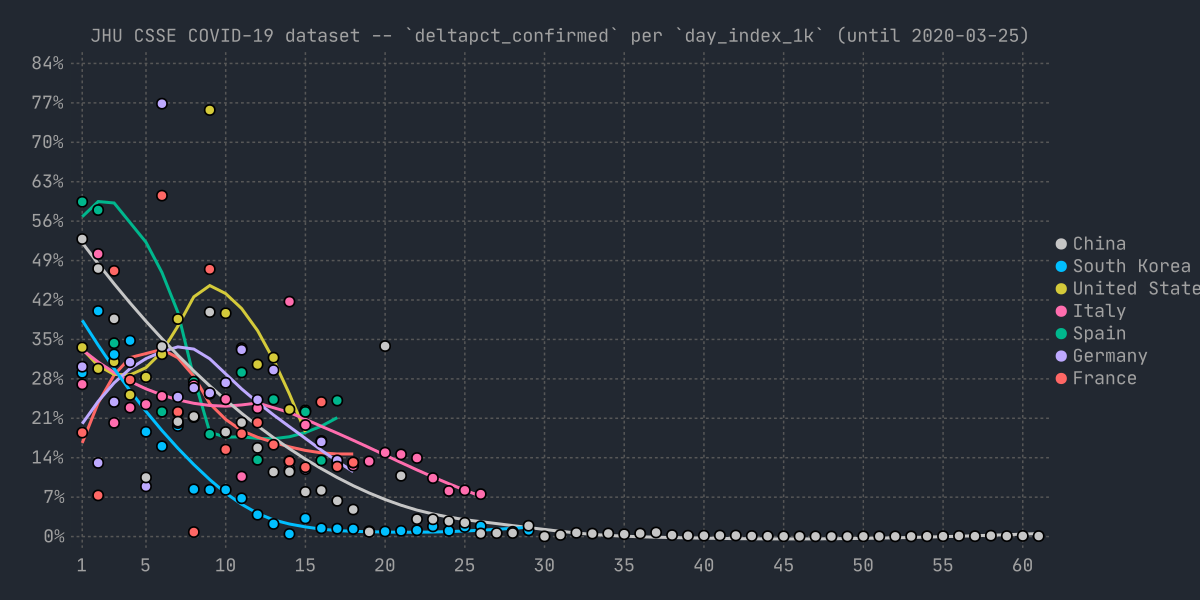 JHU CSSE COVID-19 dataset -- `deltapct_confirmed` per `day_index_1k` (until 2020-03-25)
84%
77%
70%
63%
56%
49%
42%
35%
28%
21%
14%
7%
0%
1 5 10 15 20 25 30 35 40 45 50 55 60
China
South Korea
United State
Italy
Spain
Germany
France